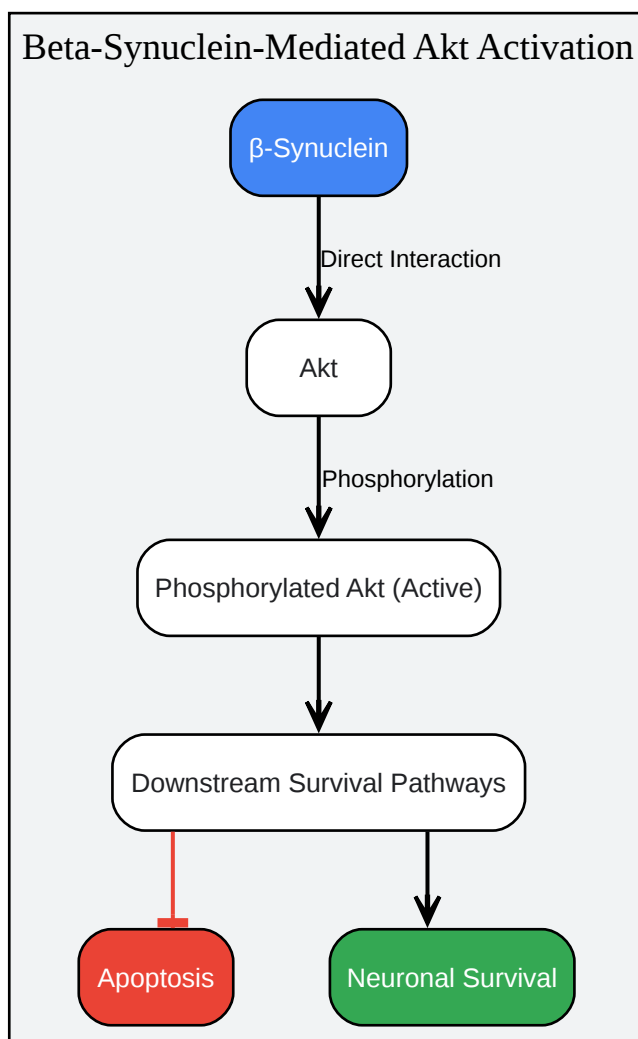 Beta-Synuclein-Mediated Akt Activation
β-Synuclein
Direct Interaction
Akt
Phosphorylation
Phosphorylated Akt (Active)
Downstream Survival Pathways
Apoptosis
Neuronal Survival